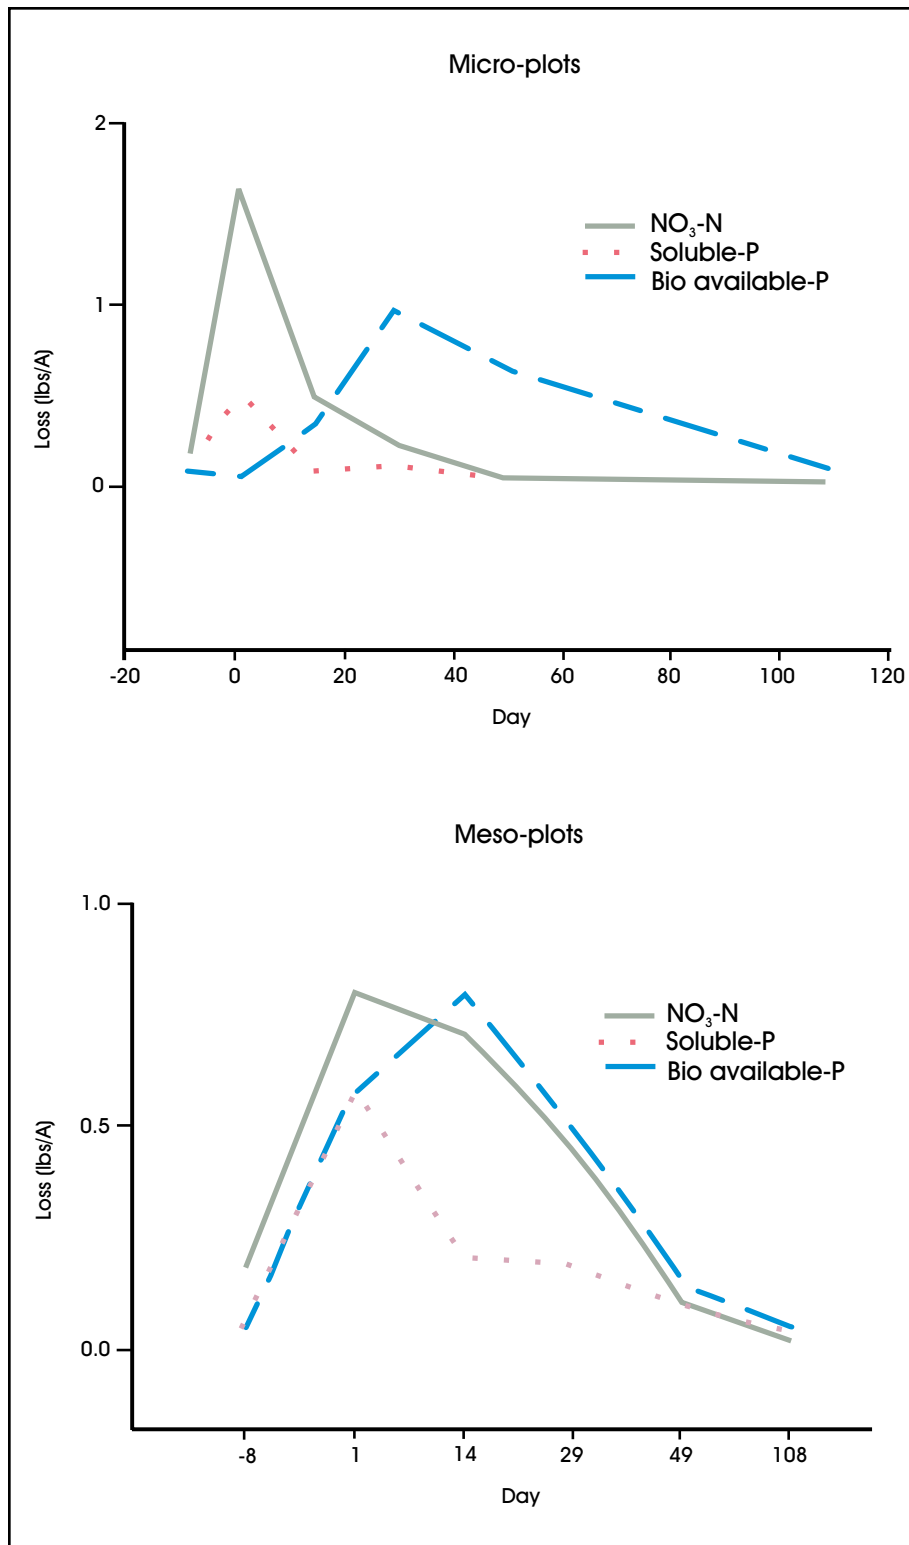 Micro-plots
2
NO₃-N
Soluble-P
Bio available-P
1
Loss (lbs/A)
0
-20 0 20 40 60 80 100 120
Day
Meso-plots
1.0
NO₃-N
Soluble-P
Bio available-P
0.5
Loss (lbs/A)
0.0
-8 1 14 29 49 108
Day